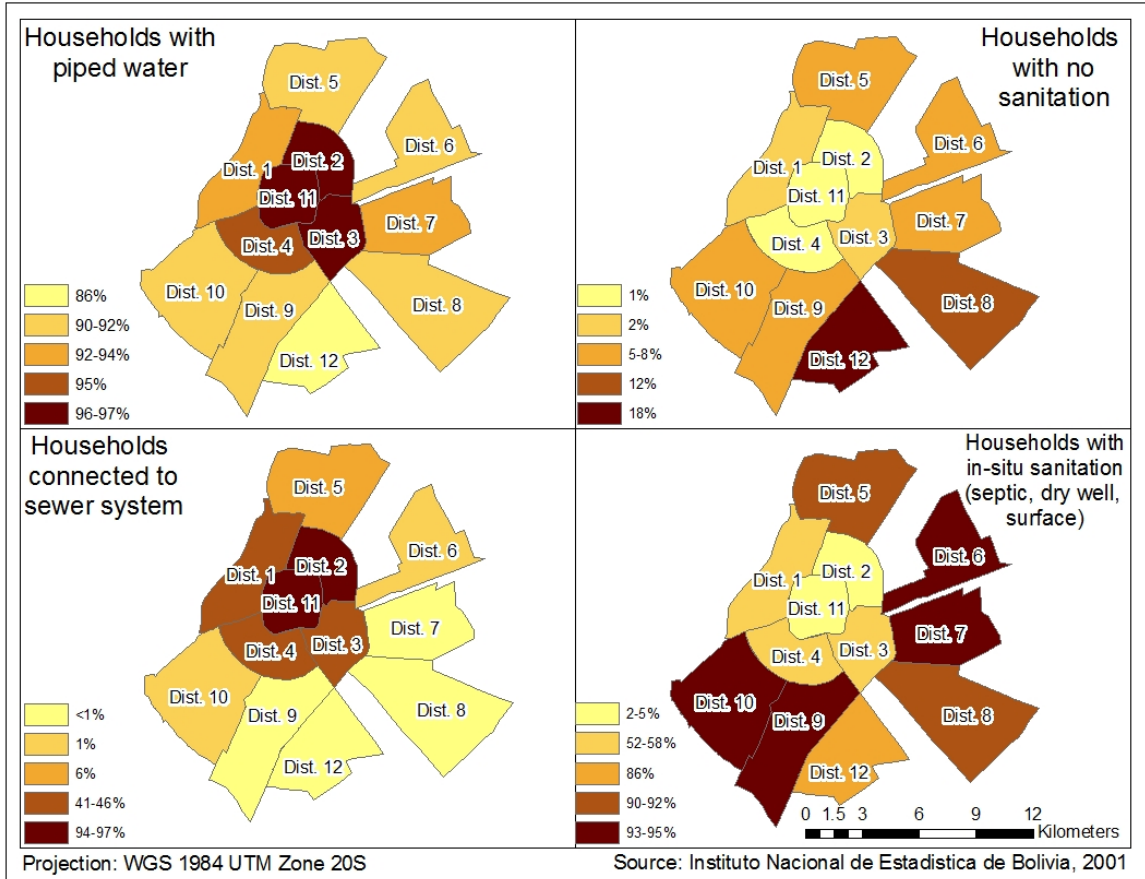 Households with
piped water
Dist. 5
Dist. 6
Dist. 2
Dist. 1
Dist. 11
Dist. 7
Dist. 3
Dist. 4
Dist. 10
Dist. 9
Dist. 8
Dist. 12
86%
90-92%
92-94%
95%
96-97%
Households
with no
sanitation
Dist. 5
Dist. 6
Dist. 2
Dist. 1
Dist. 11
Dist. 7
Dist. 3
Dist. 4
Dist. 10
Dist. 9
Dist. 8
Dist. 12
1%
2%
5-8%
12%
18%
Households
connected to
sewer system
Dist. 5
Dist. 6
Dist. 2
Dist. 1
Dist. 11
Dist. 7
Dist. 3
Dist. 4
Dist. 10
Dist. 9
Dist. 8
Dist. 12
<1%
1%
6%
41-46%
94-97%
Households with
in-situ sanitation
(septic, dry well,
surface)
Dist. 5
Dist. 6
Dist. 2
Dist. 1
Dist. 11
Dist. 7
Dist. 3
Dist. 4
Dist. 10
Dist. 9
Dist. 8
Dist. 12
2-5%
52-58%
86%
90-92%
93-95%
0 1.5 3 6 9 12
Kilometers
Projection: WGS 1984 UTM Zone 20S
Source: Instituto Nacional de Estadistica de Bolivia, 2001